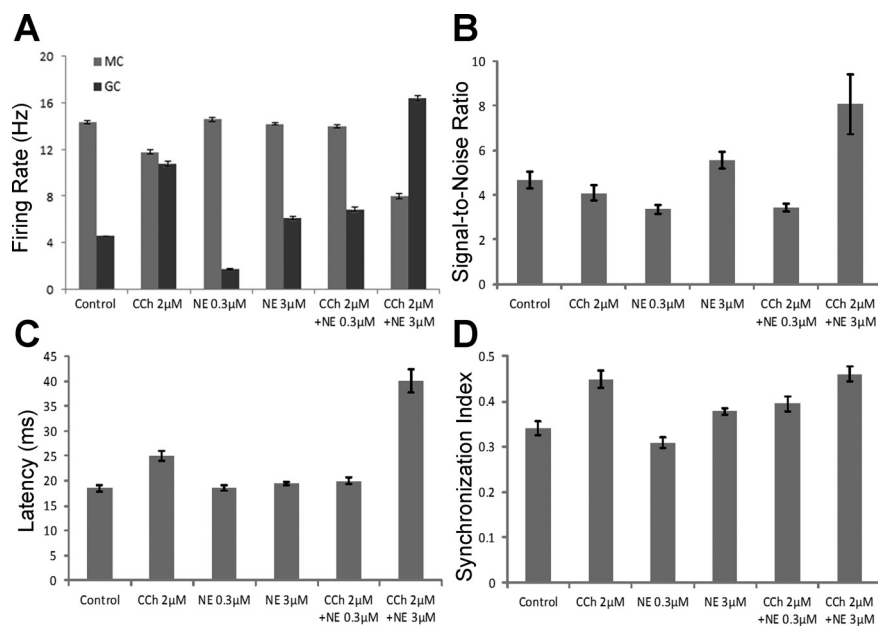 A
MC
GC
Firing Rate (Hz)
20
16
12
8
4
0
Control
CCh 2μM
NE 0.3μM
NE 3μM
CCh 2μM
+NE 0.3μM
CCh 2μM
+NE 3μM
B
Signal-to-Noise Ratio
10
8
6
4
2
0
Control
CCh 2μM
NE 0.3μM
NE 3μM
CCh 2μM
+NE 0.3μM
CCh 2μM
+NE 3μM
C
Latency (ms)
45
40
35
30
25
20
15
10
5
0
Control
CCh 2μM
NE 0.3μM
NE 3μM
CCh 2μM
+NE 0.3μM
CCh 2μM
+NE 3μM
D
Synchronization Index
0.5
0.4
0.3
0.2
0.1
0
Control
CCh 2μM
NE 0.3μM
NE 3μM
CCh 2μM
+NE 0.3μM
CCh 2μM
+NE 3μM